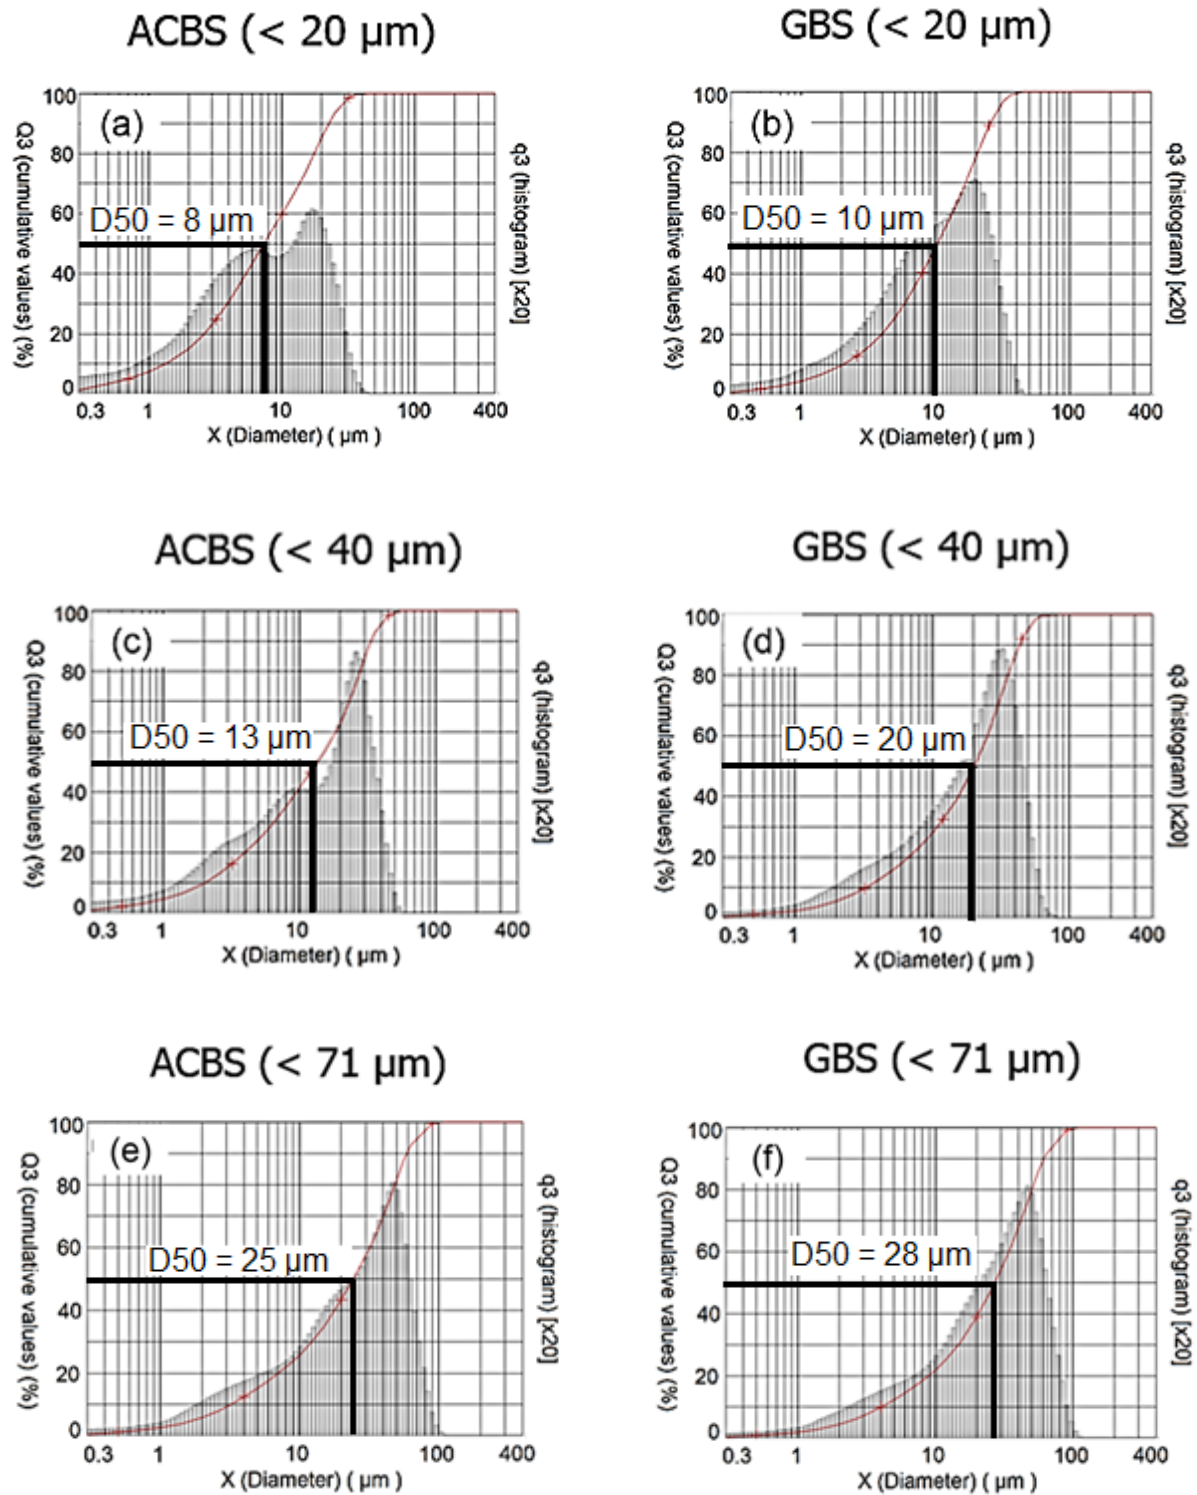 ACBS (< 20 µm)
GBS (< 20 µm)
(a)
Q3 (cumulative values) (%)
100
80
60
40
20
0
D50 = 8 µm
q3 (histogram) [x20]
0.3 1 10 100 400
X (Diameter) ( µm )
(b)
Q3 (cumulative values) (%)
100
80
60
40
20
0
D50 = 10 µm
q3 (histogram) [x20]
0.3 1 10 100 400
X (Diameter) ( µm )
ACBS (< 40 µm)
GBS (< 40 µm)
(c)
Q3 (cumulative values) (%)
100
80
60
40
20
0
D50 = 13 µm
q3 (histogram) [x20]
0.3 1 10 100 400
X (Diameter) ( µm )
(d)
Q3 (cumulative values) (%)
100
80
60
40
20
0
D50 = 20 µm
q3 (histogram) [x20]
0.3 1 10 100 400
X (Diameter) ( µm )
ACBS (< 71 µm)
GBS (< 71 µm)
(e)
Q3 (cumulative values) (%)
100
80
60
40
20
0
D50 = 25 µm
q3 (histogram) [x20]
0.3 1 10 100 400
X (Diameter) ( µm )
(f)
Q3 (cumulative values) (%)
100
80
60
40
20
0
D50 = 28 µm
q3 (histogram) [x20]
0.3 1 10 100 400
X (Diameter) ( µm )